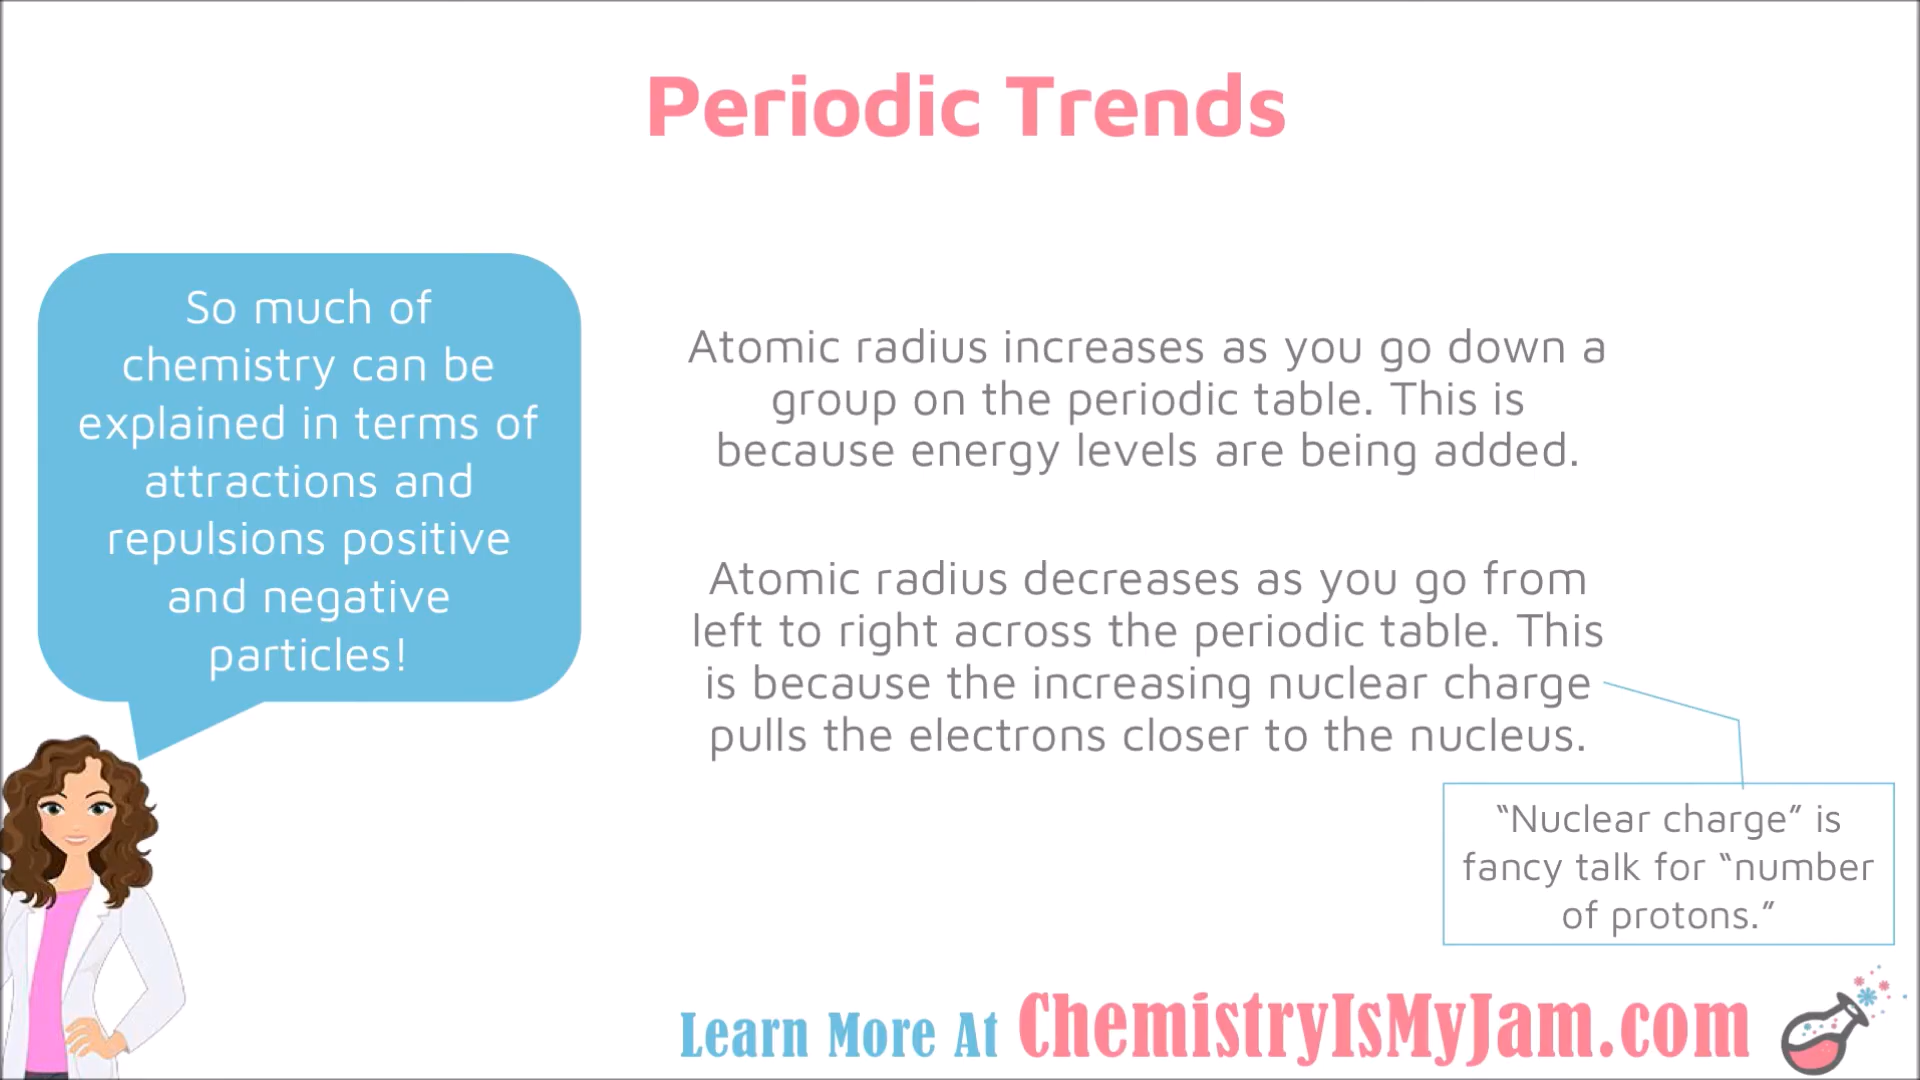 Periodic Trends
So much of
chemistry can be
explained in terms of
attractions and
repulsions positive
and negative
particles!
Atomic radius increases as you go down a
group on the periodic table. This is
because energy levels are being added.
Atomic radius decreases as you go from
left to right across the periodic table. This
is because the increasing nuclear charge
pulls the electrons closer to the nucleus.
“Nuclear charge” is
fancy talk for “number
of protons.”
Learn More At ChemistryIsMyJam.com